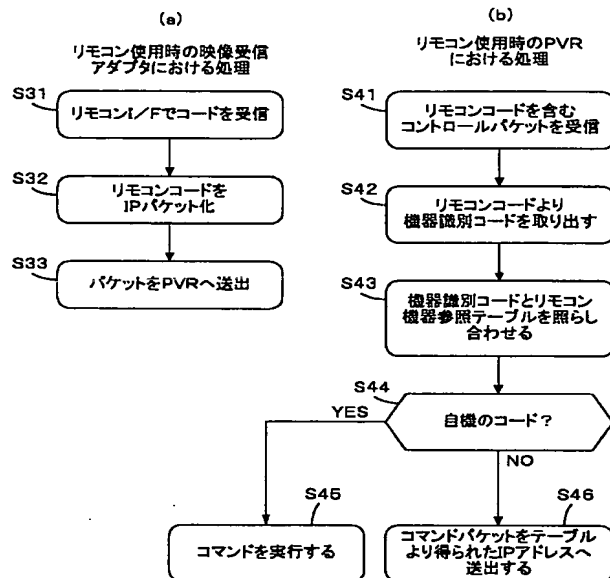 (a)
リモコン使用時の映像受信
アダプタにおける処理
S31
リモコンI/Fでコードを受信
S32
リモコンコードを
IPパケット化
S33
パケットをPVRへ送出
(b)
リモコン使用時のPVR
における処理
S41
リモコンコードを含む
コントロールパケットを受信
S42
リモコンコードより
機器識別コードを取り出す
S43
機器識別コードとリモコン
機器参照テーブルを照らし
合わせる
S44
自機のコード?
YES
NO
S45
コマンドを実行する
S46
コマンドパケットをテーブル
より得られたIPアドレスへ
送出する